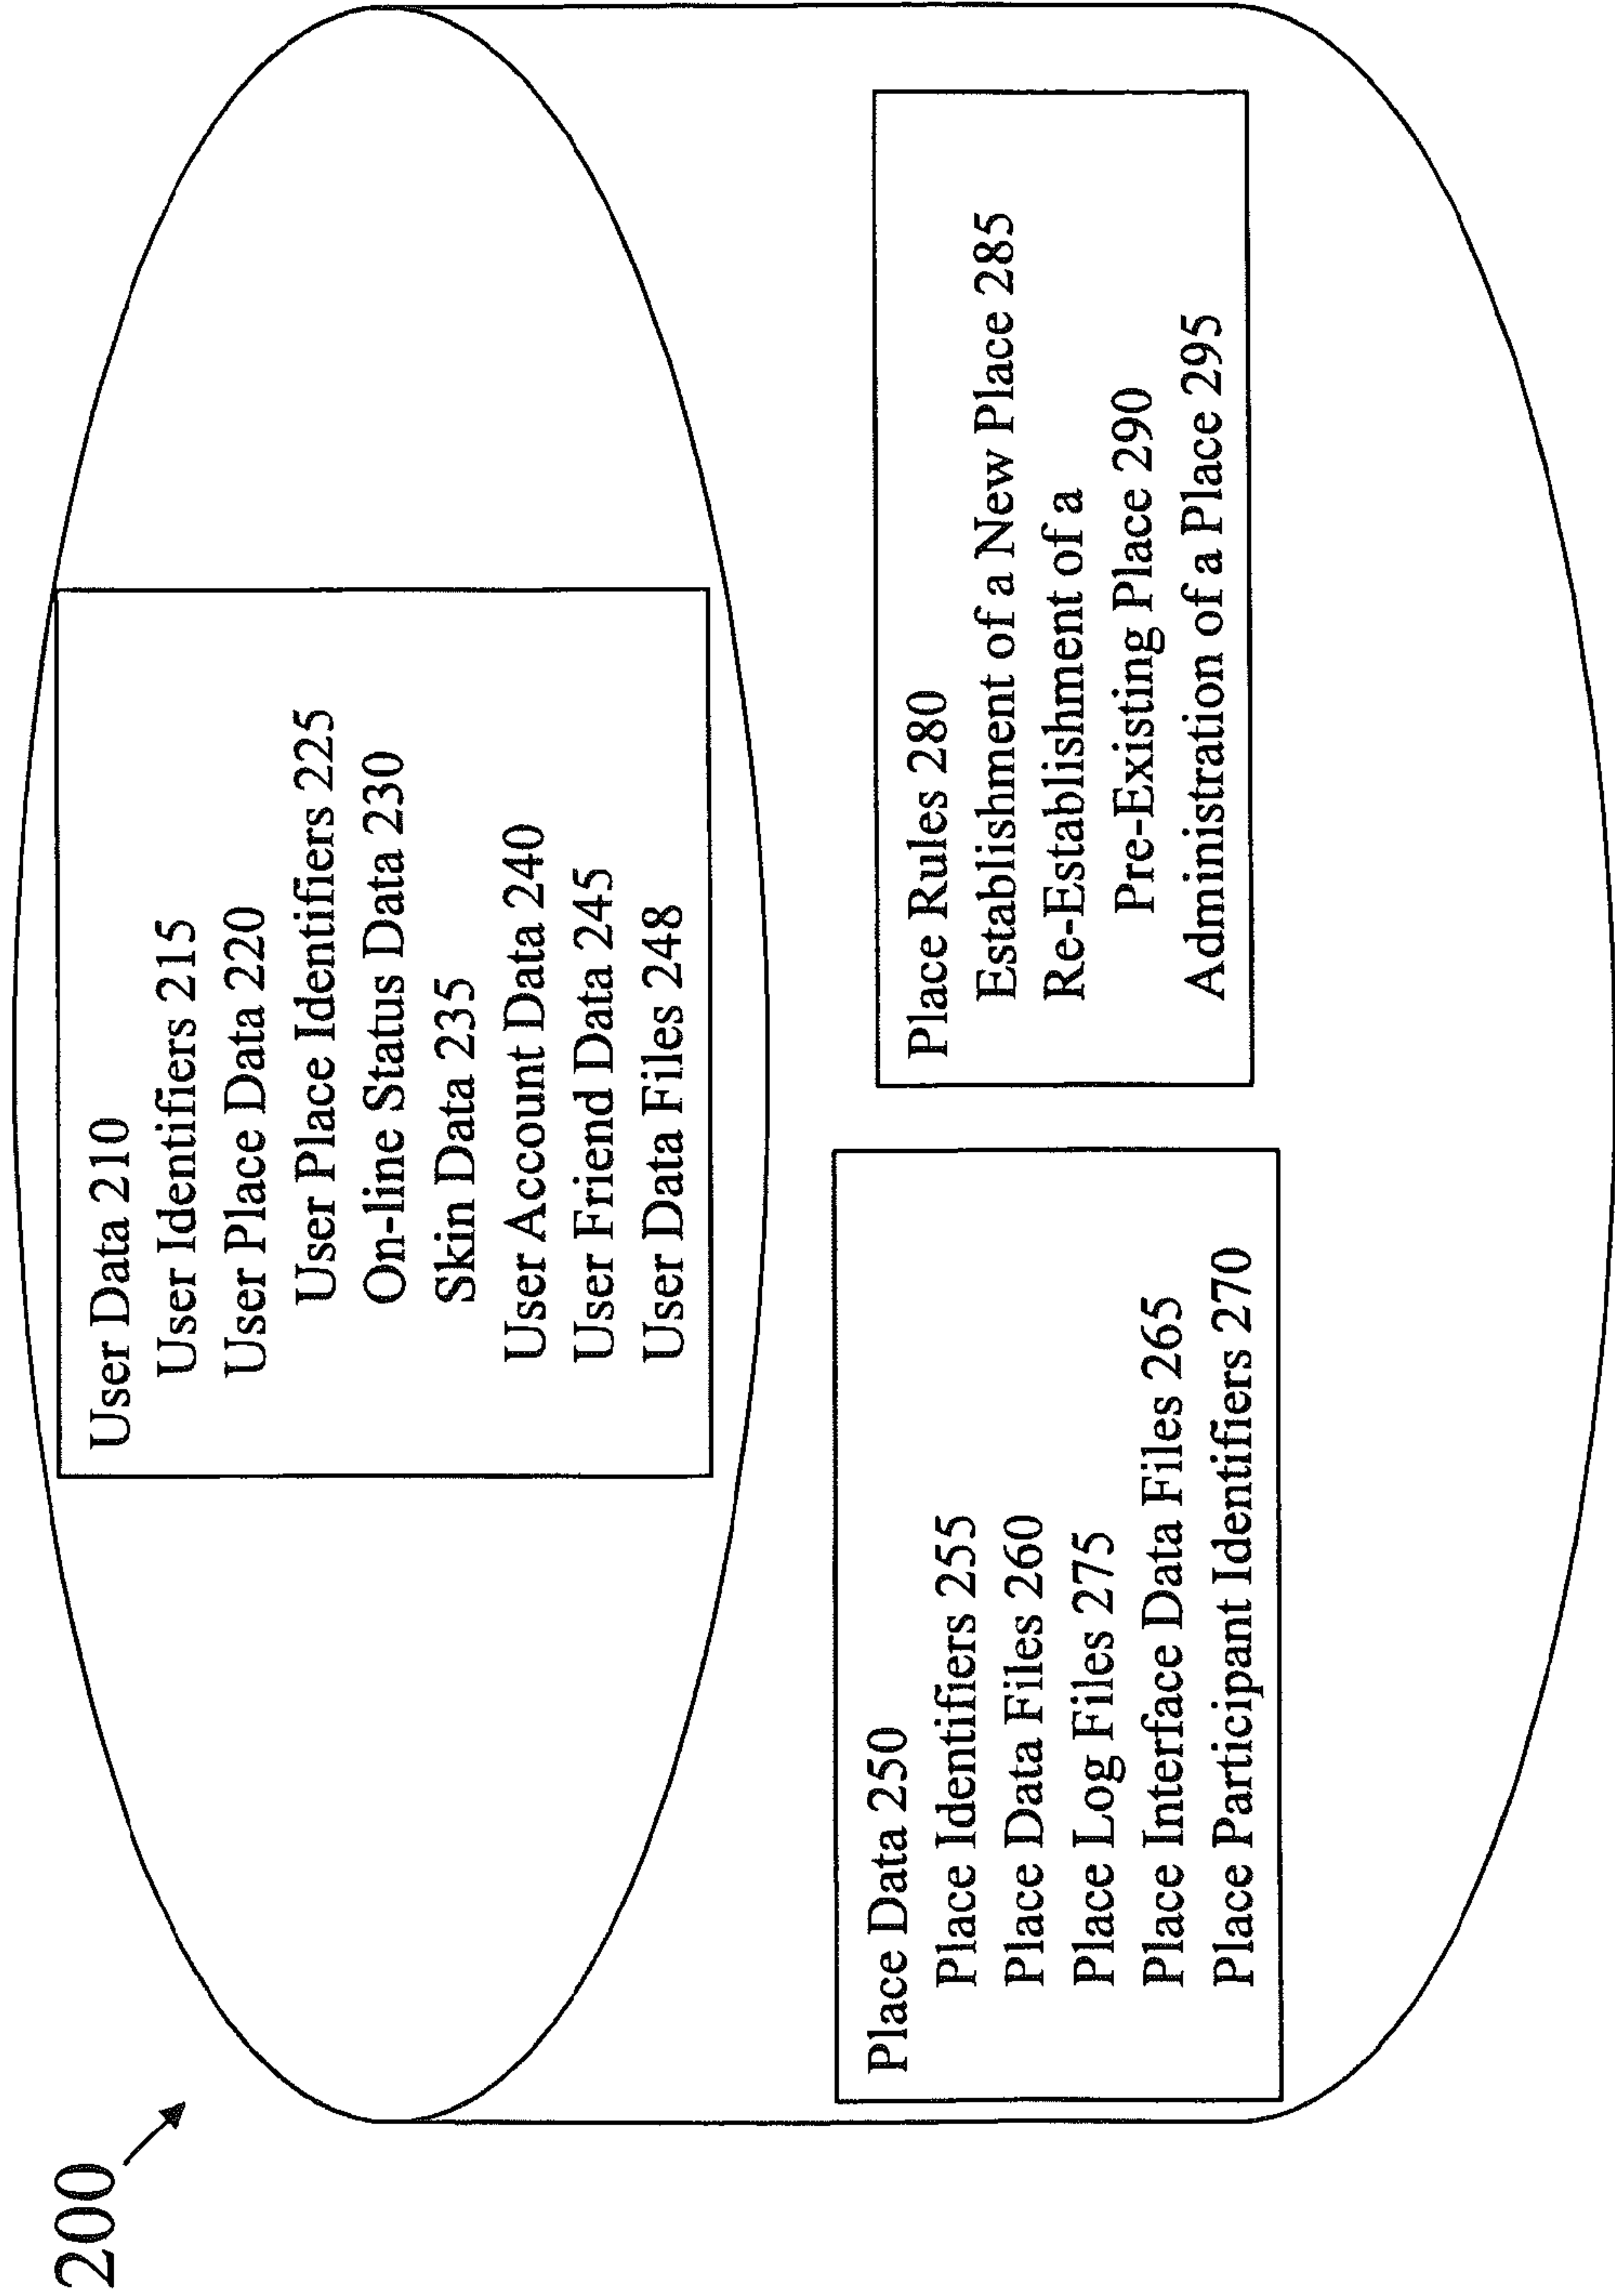 200
User Data 210
User Identifiers 215
User Place Data 220
User Place Identifiers 225
On-line Status Data 230
Skin Data 235
User Account Data 240
User Friend Data 245
User Data Files 248
Place Data 250
Place Identifiers 255
Place Data Files 260
Place Log Files 275
Place Interface Data Files 265
Place Participant Identifiers 270
Place Rules 280
Establishment of a New Place 285
Re-Establishment of a
Pre-Existing Place 290
Administration of a Place 295